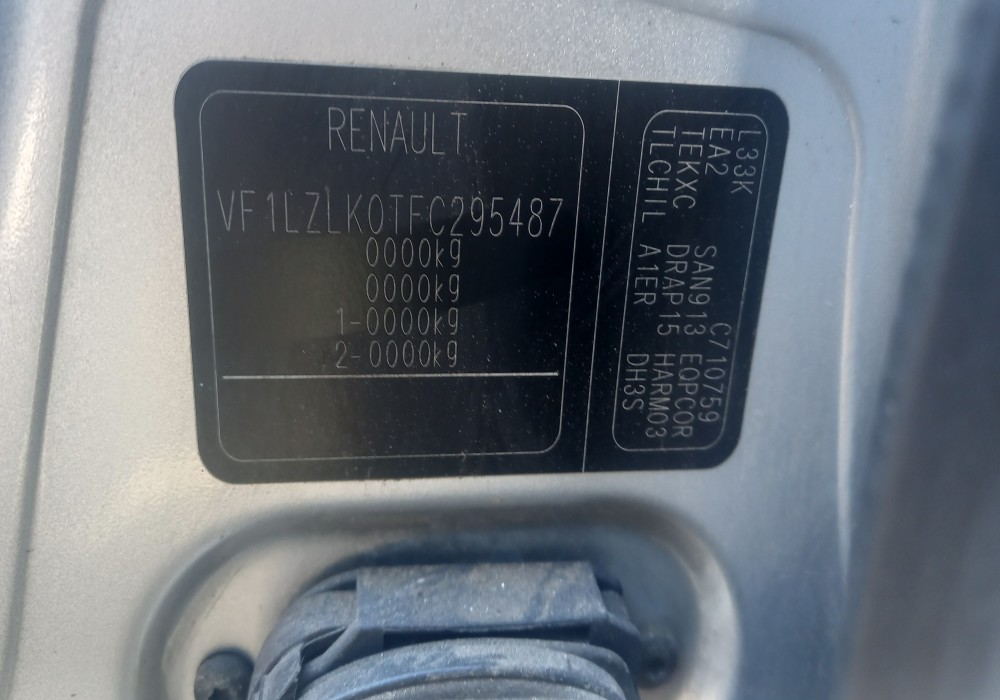 RENAULT
VF1LZLK0TFC295487
0000kg
0000kg
1-0000kg
2-0000kg
L33K C710759
EA2 SAN913 EQPCOR
TEKXC DRAP15 HARM03
TLCHIL A1ER DH3S